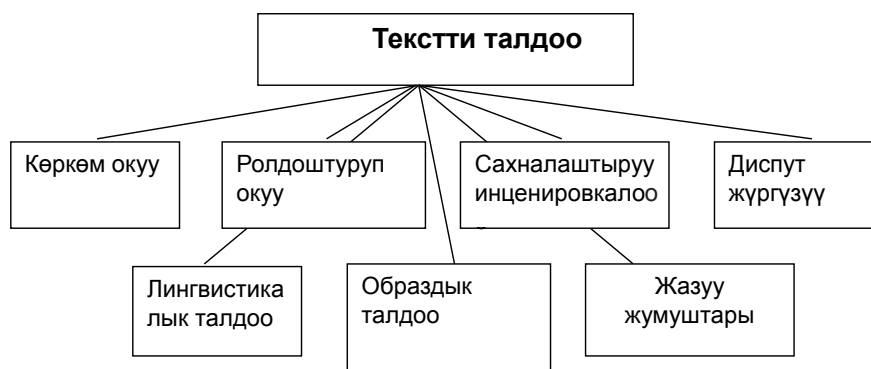 Текстти талдоо
Көркөм окуу
Ролдоштуруп
окуу
Сахналаштыруу
инценировкалоо
Диспут
жүргүзүү
Лингвистика
лык талдоо
Образдык
талдоо
Жазуу
жумуштары